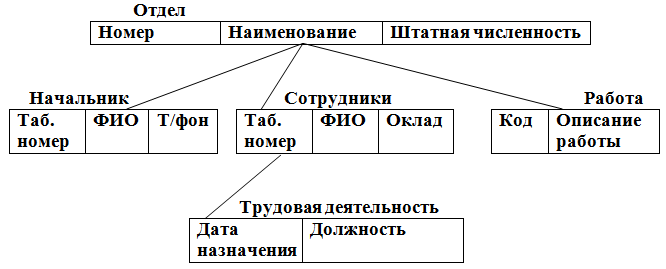 Отдел
Номер Наименование Штатная численность
Начальник Сотрудники Работа
Таб. номер ФИО Т/фон Таб. номер ФИО Оклад Код Описание работы
Трудовая деятельность
Дата назначения Должность